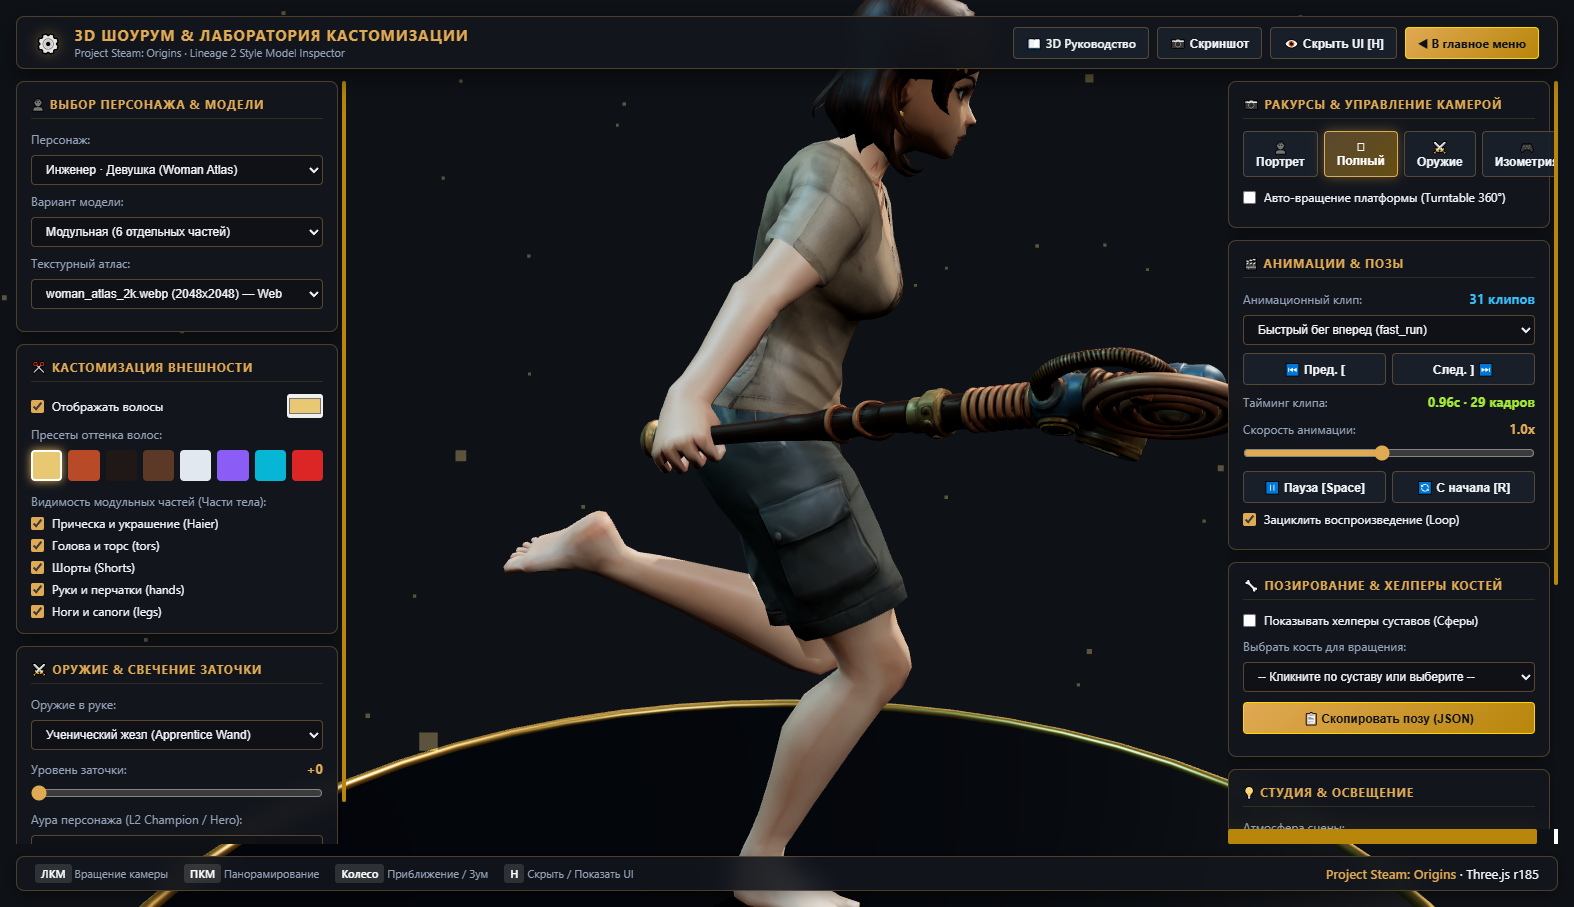 3D ШОУРУМ & ЛАБОРАТОРИЯ КАСТОМИЗАЦИИ
Project Steam: Origins · Lineage 2 Style Model Inspector
3D Руководство
Скриншот
Скрыть UI [H]
◀ В главное меню
ВЫБОР ПЕРСОНАЖА & МОДЕЛИ
Персонаж:
Инженер - Девушка (Woman Atlas)
Вариант модели:
Модульная (6 отдельных частей)
Текстурный атлас:
woman_atlas_2k.webp (2048x2048) — Web
КАСТОМИЗАЦИЯ ВНЕШНОСТИ
Отображать волосы
Пресеты оттенка волос:
Видимость модульных частей (Части тела):
Прическа и украшение (Haier)
Голова и торс (tors)
Шорты (Shorts)
Руки и перчатки (hands)
Ноги и сапоги (legs)
ОРУЖИЕ & СВЕЧЕНИЕ ЗАТОЧКИ
Оружие в руке:
Ученический жезл (Apprentice Wand)
Уровень заточки: +0
Аура персонажа (L2 Champion / Hero):
РАКУРСЫ & УПРАВЛЕНИЕ КАМЕРОЙ
Портрет
Полный
Оружие
Изометрия
Авто-вращение платформы (Turntable 360°)
АНИМАЦИИ & ПОЗЫ
Анимационный клип: 31 клипов
Быстрый бег вперед (fast_run)
Пред. [
След. ]
Тайминг клипа: 0.96с · 29 кадров
Скорость анимации: 1.0x
Пауза [Space]
С начала [R]
Зациклить воспроизведение (Loop)
ПОЗИРОВАНИЕ & ХЕЛПЕРЫ КОСТЕЙ
Показывать хелперы суставов (Сферы)
Выбрать кость для вращения:
-- Кликните по суставу или выберите --
Скопировать позу (JSON)
СТУДИЯ & ОСВЕЩЕНИЕ
Атмосфера сцены:
ЛКМ Вращение камеры
ПКМ Панорамирование
Колесо Приближение / Зум
H Скрыть / Показать UI
Project Steam: Origins · Three.js r185